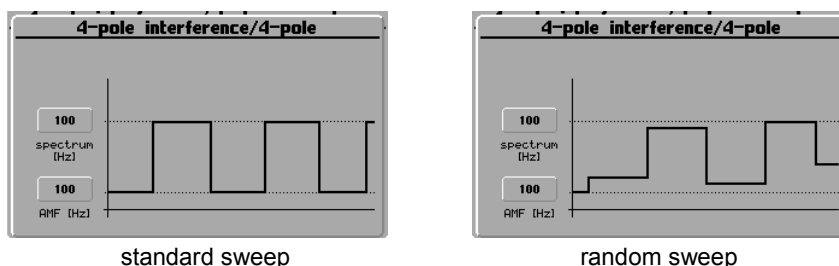 4-pole interference/4-pole
100
spectrum
[Hz]
100
AMF [Hz]
standard sweep
4-pole interference/4-pole
100
spectrum
[Hz]
100
AMF [Hz]
random sweep